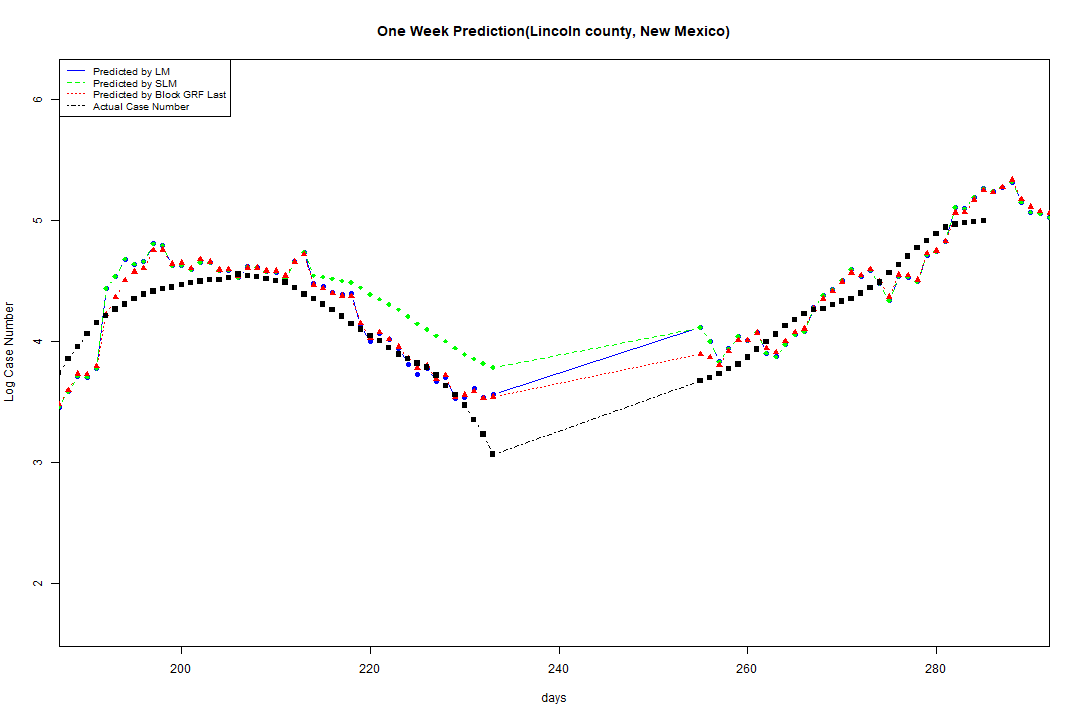 One Week Prediction(Lincoln county, New Mexico)
Predicted by LM
Predicted by SLM
Predicted by Block GRF Last
Actual Case Number
6
5
4
3
2
Log Case Number
200 220 240 260 280
days